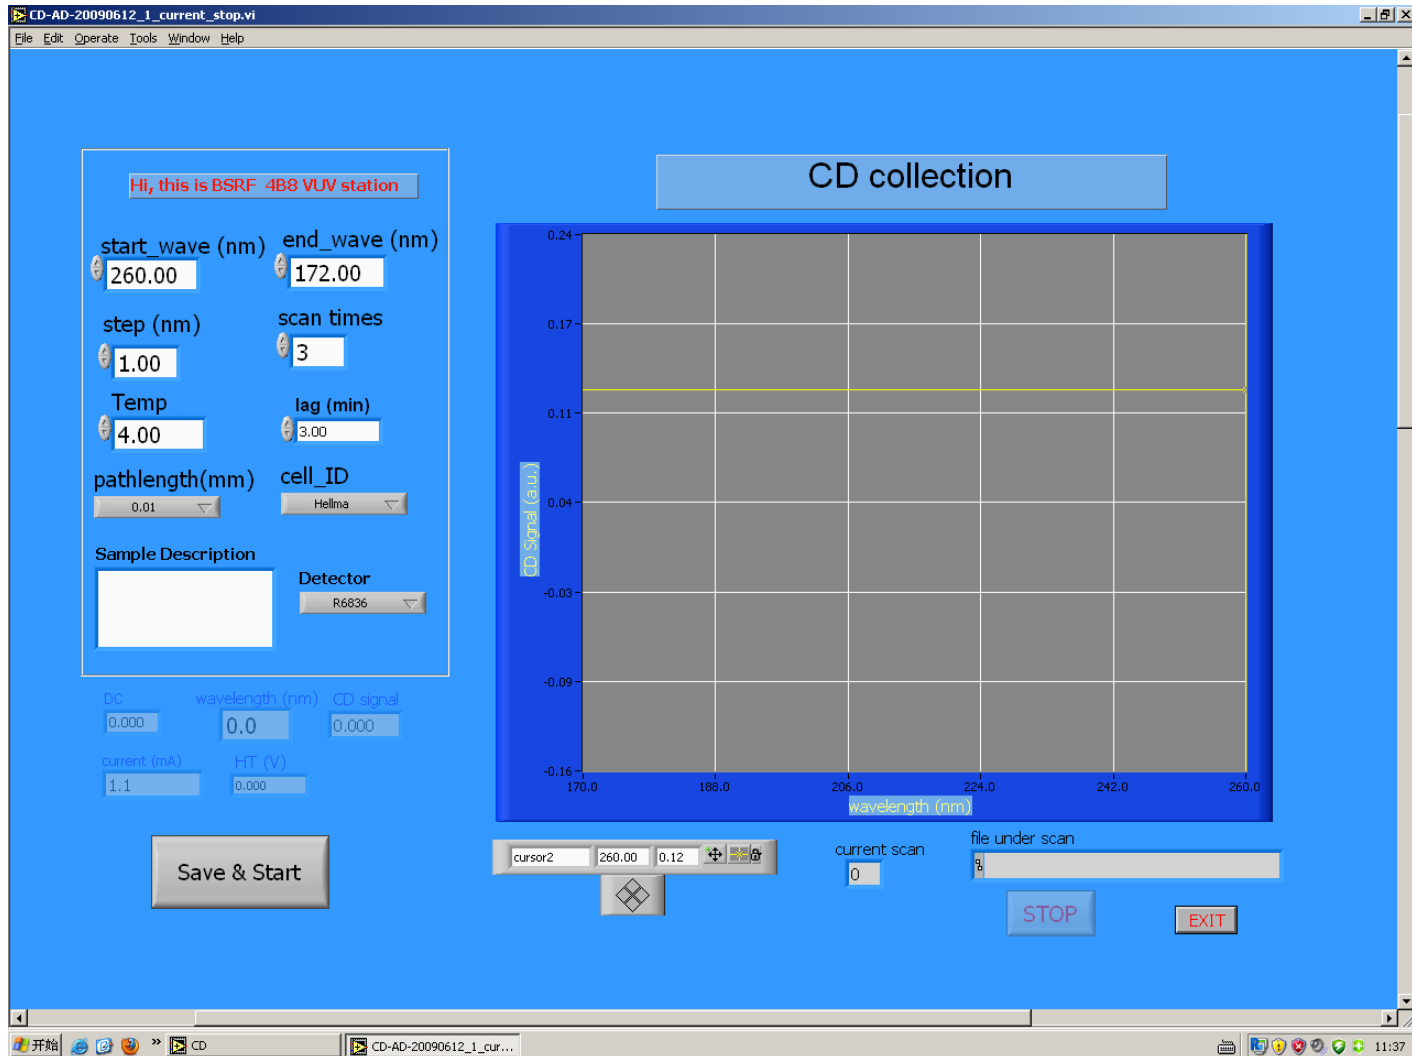 CD-AD-20090612_1_current_stop.vi
File Edit Operate Tools Window Help
Hi, this is BSRF 4B8 VUV station
start_wave (nm) end_wave (nm)
260.00 172.00
step (nm) scan times
1.00 3
Temp lag (min)
4.00 3.00
pathlength(mm) cell_ID
0.01 Hellma
Sample Description
Detector
R6836
DC wavelength (nm) CD signal
0.000 0.0 0.000
current (mA) HT (V)
1.1 0.000
Save & Start
CD collection
0.24
0.17
0.11
0.04
-0.03
-0.09
-0.16
CD Signal (a.u.)
170.0 188.0 206.0 224.0 242.0 260.0
wavelength (nm)
cursor2 260.00 0.12
current scan
0
file under scan
STOP
EXIT
开始 » CD CD-AD-20090612_1_cur... 11:37